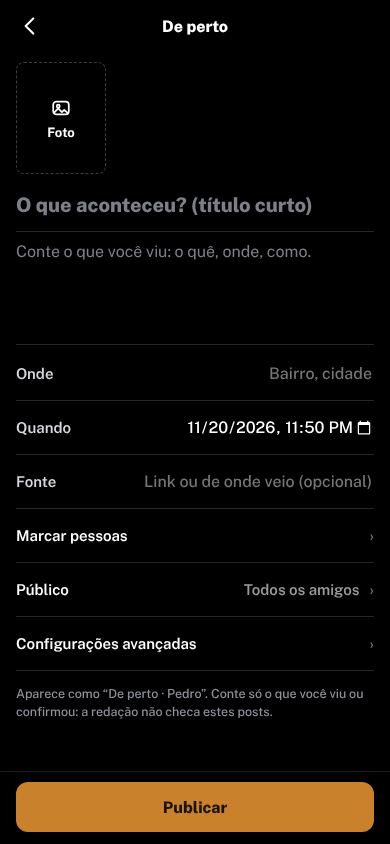 De perto
Foto
O que aconteceu? (título curto)
Conte o que você viu: o quê, onde, como.
Onde
Bairro, cidade
Quando
11/20/2026, 11:50 PM
Fonte
Link ou de onde veio (opcional)
Marcar pessoas
›
Público
Todos os amigos ›
Configurações avançadas
›
Aparece como “De perto · Pedro”. Conte só o que você viu ou
confirmou: a redação não checa estes posts.
Publicar